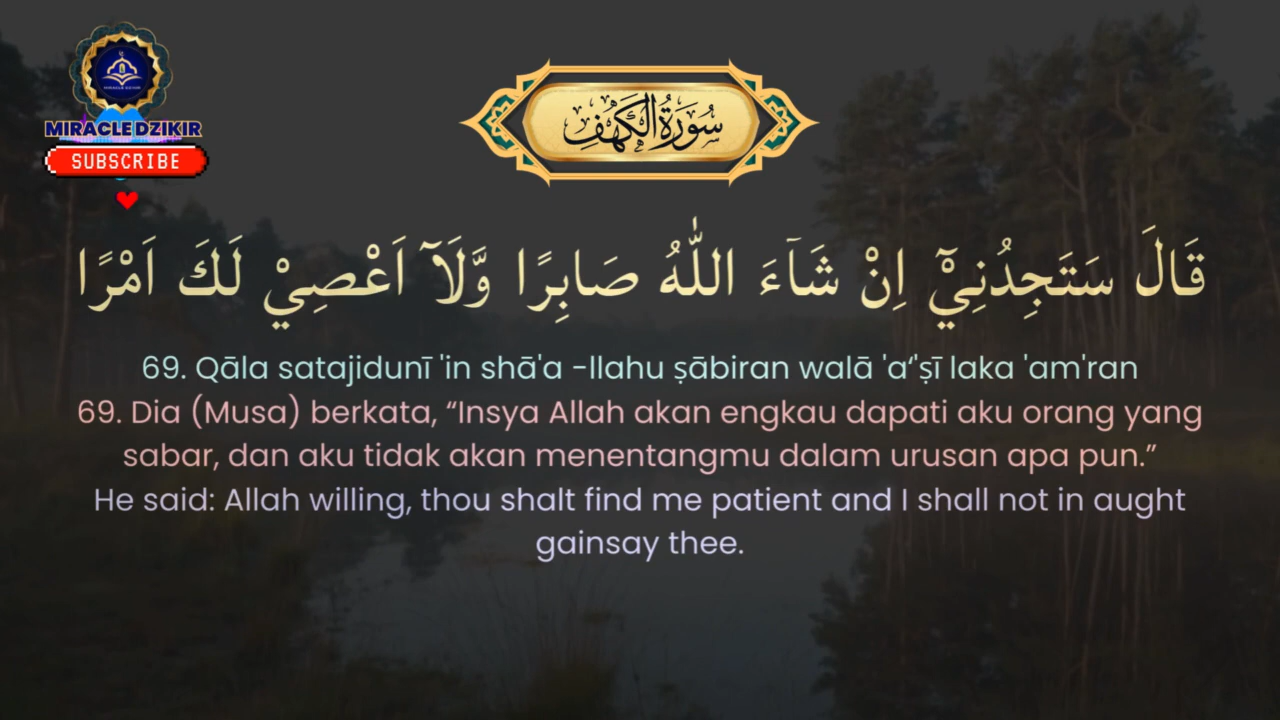 MIRACLE DZIKIR
SUBSCRIBE
سُورَةُ الْكَهْفِ
قَالَ سَتَجِدُنِيْٓ اِنْ شَاۤءَ اللّٰهُ صَابِرًا وَّلَآ اَعْصِيْ لَكَ اَمْرًا
69. Qāla satajidunī 'in shā'a -llahu ṣābiran walā 'a‘'ṣī laka 'am'ran
69. Dia (Musa) berkata, “Insya Allah akan engkau dapati aku orang yang
sabar, dan aku tidak akan menentangmu dalam urusan apa pun.”
He said: Allah willing, thou shalt find me patient and I shall not in aught
gainsay thee.